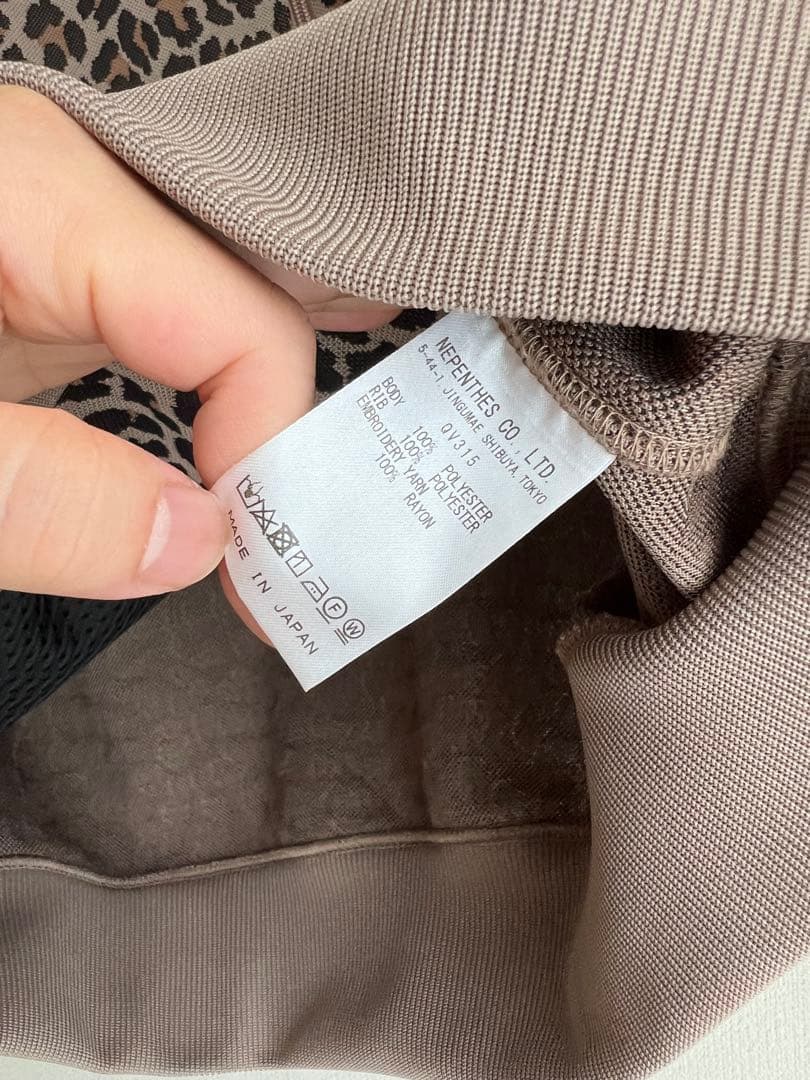 NEPENTHES CO., LTD.
5-44-1, JINGUMAE SHIBUYA, TOKYO
QV315
BODY 100% POLYESTER
RIB 100% POLYESTER
EMBROIDERY YARN
100% RAYON
F W
MADE IN JAPAN